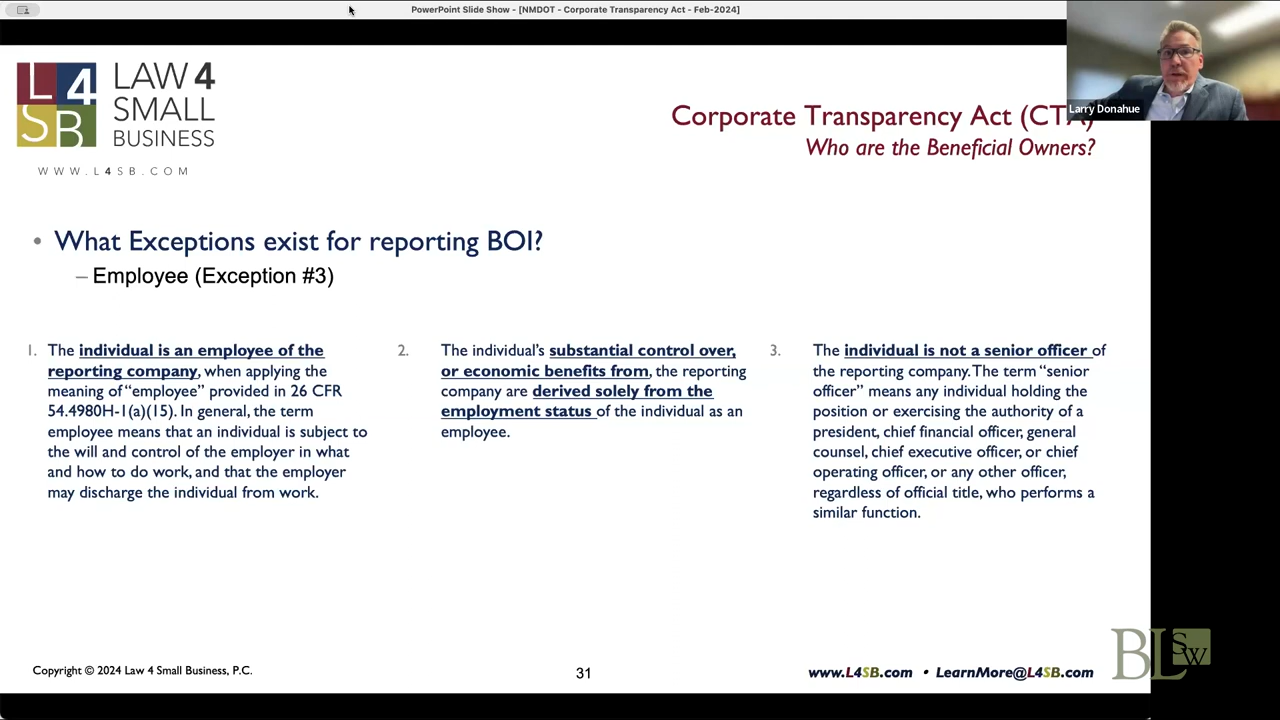 PowerPoint Slide Show - [NMDOT - Corporate Transparency Act - Feb-2024]
L4SB
LAW 4
SMALL
BUSINESS
WWW.L4SB.COM
Larry Donahue
Corporate Transparency Act (CTA)
Who are the Beneficial Owners?
• What Exceptions exist for reporting BOI?
– Employee (Exception #3)
1. The individual is an employee of the
reporting company, when applying the
meaning of “employee” provided in 26 CFR
54.4980H-1(a)(15). In general, the term
employee means that an individual is subject to
the will and control of the employer in what
and how to do work, and that the employer
may discharge the individual from work.
2. The individual’s substantial control over,
or economic benefits from, the reporting
company are derived solely from the
employment status of the individual as an
employee.
3. The individual is not a senior officer of
the reporting company. The term “senior
officer” means any individual holding the
position or exercising the authority of a
president, chief financial officer, general
counsel, chief executive officer, or chief
operating officer, or any other officer,
regardless of official title, who performs a
similar function.
Copyright © 2024 Law 4 Small Business, P.C.
31
www.L4SB.com • LearnMore@L4SB.com
BLSW